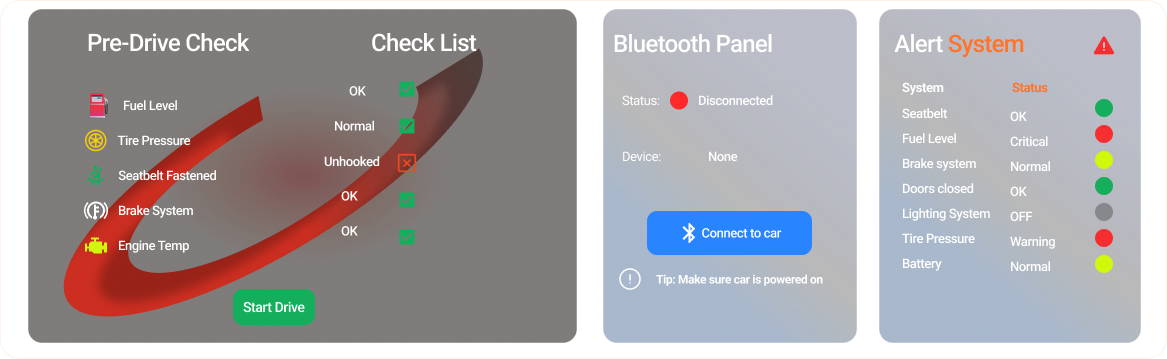 Pre-Drive Check
Check List
Fuel Level
OK
Tire Pressure
Normal
Seatbelt Fastened
Unhooked
Brake System
OK
Engine Temp
OK
Start Drive
Bluetooth Panel
Status: Disconnected
Device: None
Connect to car
Tip: Make sure car is powered on
Alert System
System Status
Seatbelt OK
Fuel Level Critical
Brake system Normal
Doors closed OK
Lighting System OFF
Tire Pressure Warning
Battery Normal